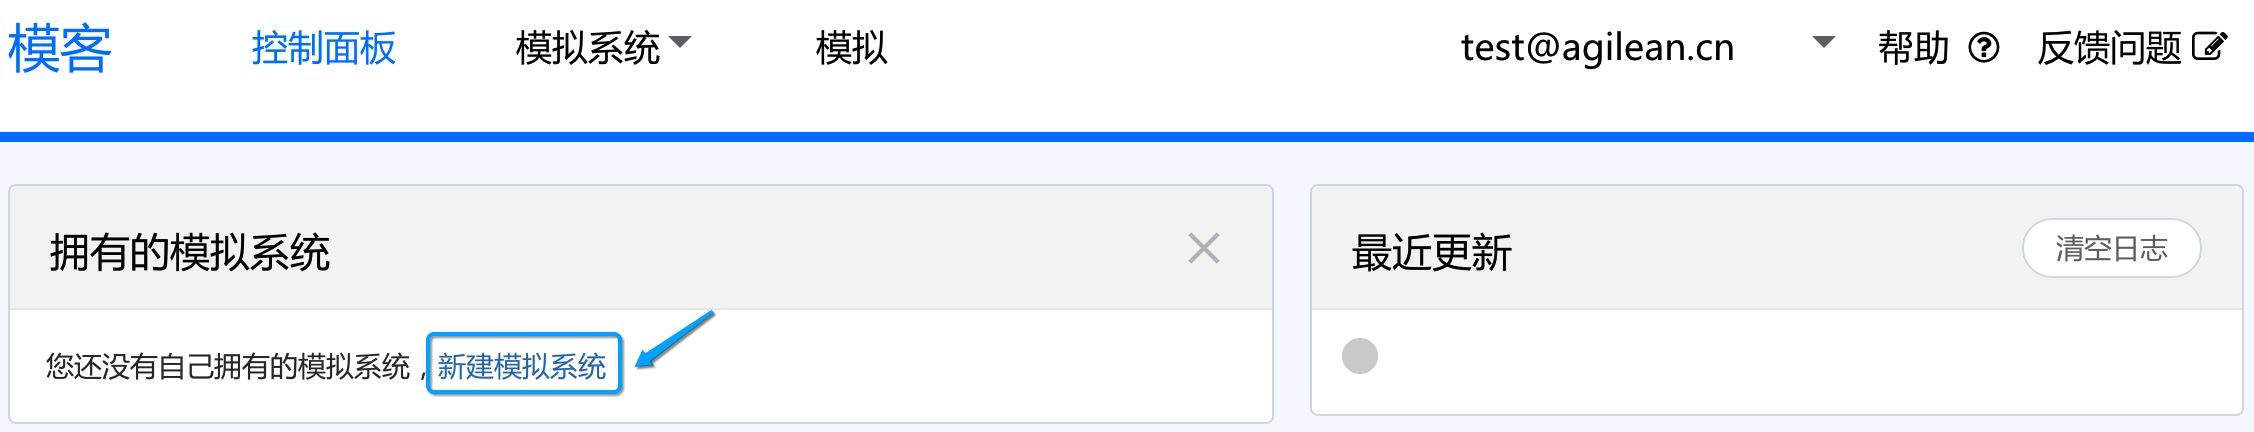 模客 控制面板 模拟系统 模拟 test@agilean.cn 帮助 反馈问题
拥有的模拟系统
您还没有自己拥有的模拟系统，新建模拟系统
最近更新 清空日志